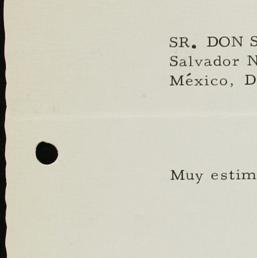 SR. DON S
Salvador N
México, D
Muy estim